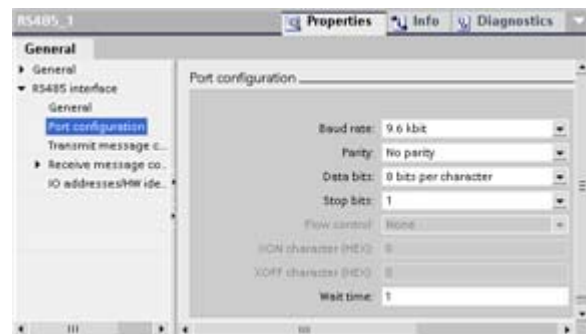 RS485_1
Properties
Info
Diagnostics
General
General
RS485 interface
General
Port configuration
Transmit message c...
Receive message co...
IO addresses/HW ide...
Port configuration
Baud rate: 9.6 kbit
Parity: No parity
Data bits: 8 bits per character
Stop bits: 1
Flow control: None
XON character (HEX): 0
XOFF character (HEX): 0
Wait time: 1